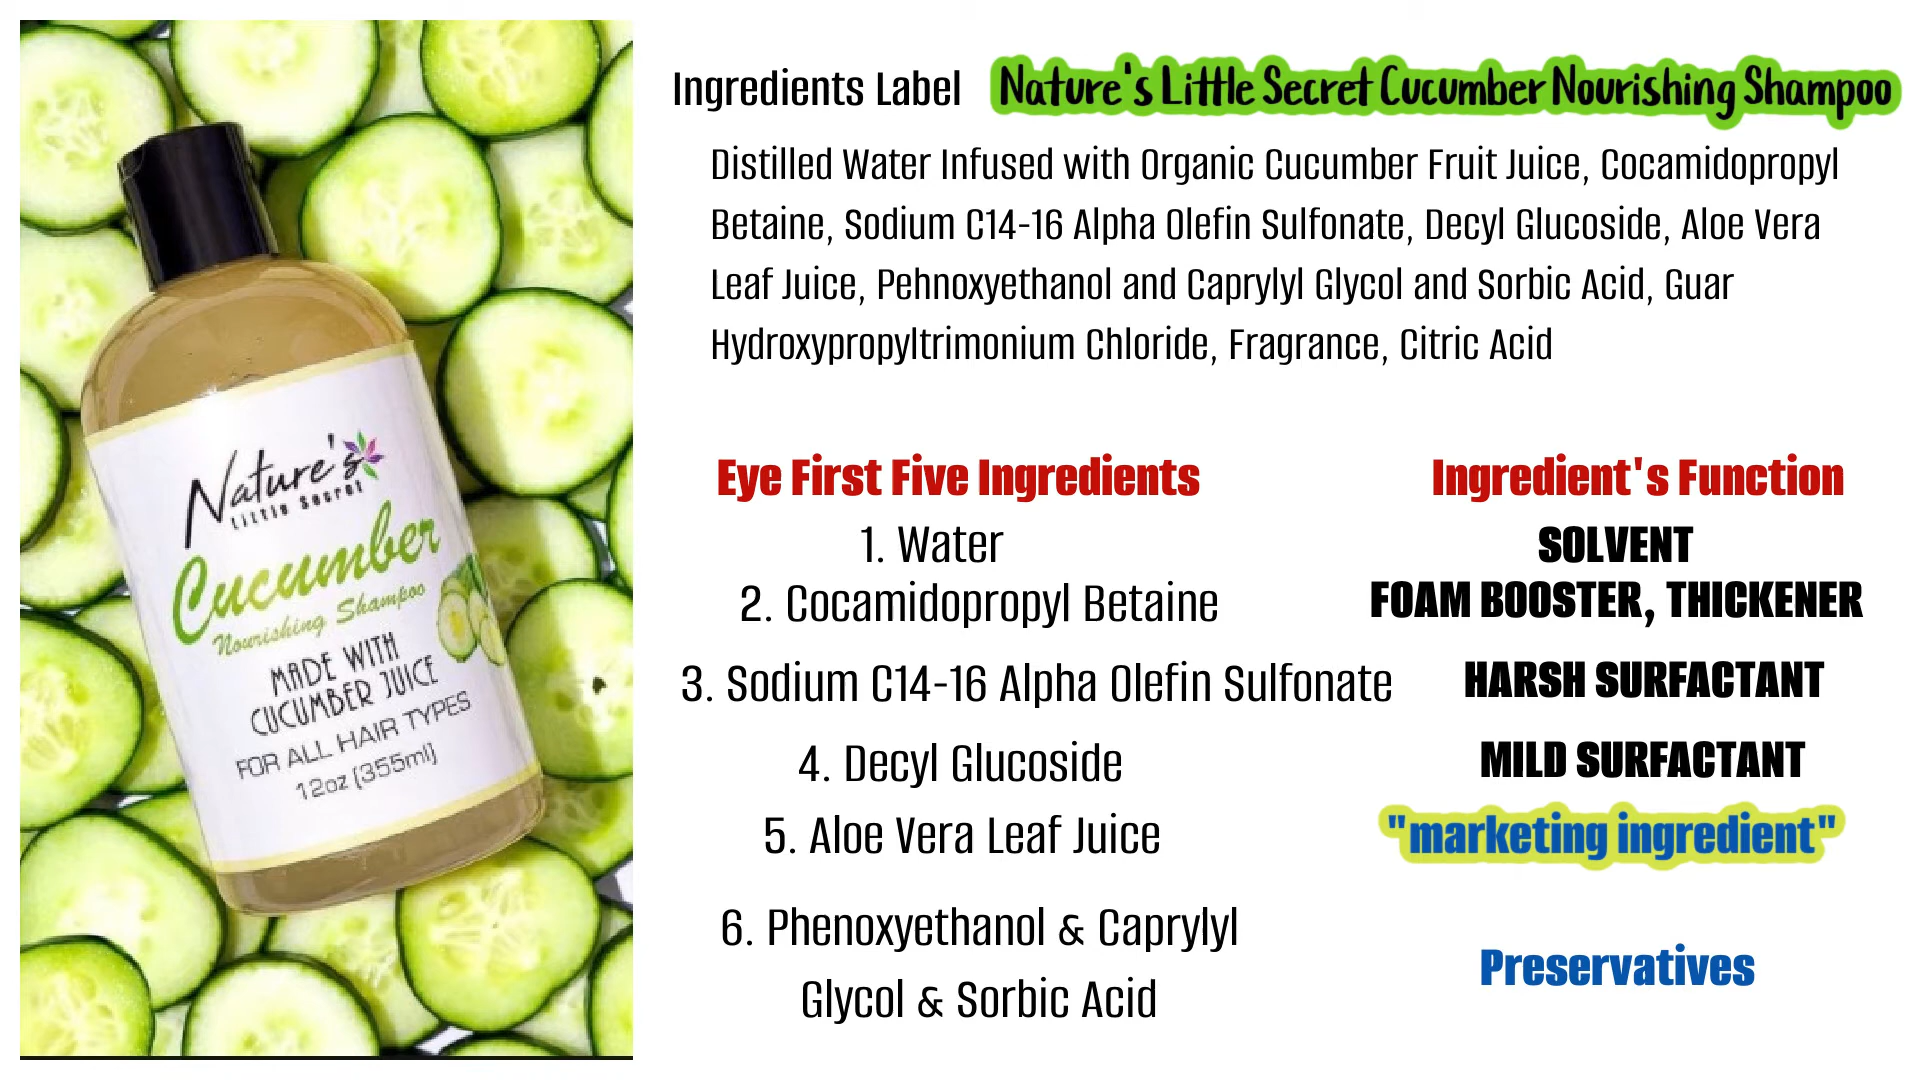 Ingredients Label Nature's Little Secret Cucumber Nourishing Shampoo
Distilled Water Infused with Organic Cucumber Fruit Juice, Cocamidopropyl
Betaine, Sodium C14-16 Alpha Olefin Sulfonate, Decyl Glucoside, Aloe Vera
Leaf Juice, Pehnoxyethanol and Caprylyl Glycol and Sorbic Acid, Guar
Hydroxypropyltrimonium Chloride, Fragrance, Citric Acid
Eye First Five Ingredients
Ingredient's Function
1. Water
SOLVENT
2. Cocamidopropyl Betaine
FOAM BOOSTER, THICKENER
3. Sodium C14-16 Alpha Olefin Sulfonate
HARSH SURFACTANT
4. Decyl Glucoside
MILD SURFACTANT
5. Aloe Vera Leaf Juice
"marketing ingredient"
6. Phenoxyethanol & Caprylyl
Glycol & Sorbic Acid
Preservatives
Nature's
Little Secret
Cucumber
Nourishing Shampoo
MADE WITH
CUCUMBER JUICE
FOR ALL HAIR TYPES
12oz (355ml)